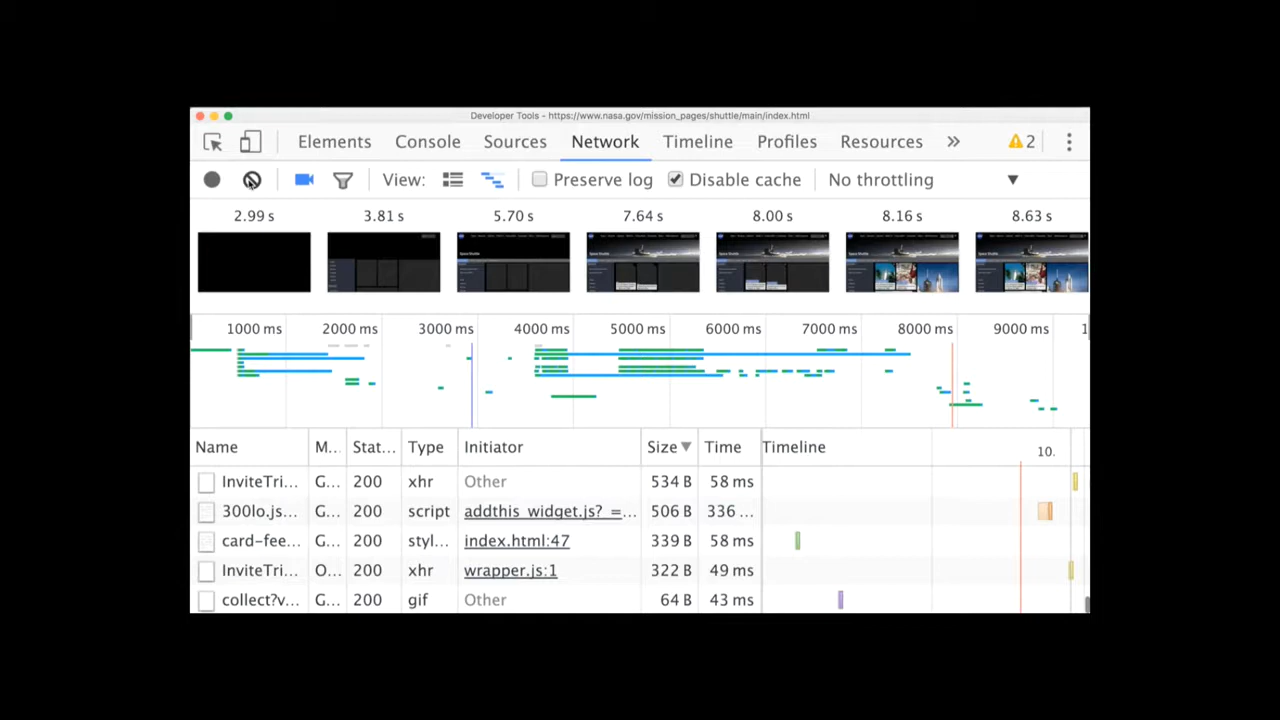 Developer Tools - https://www.nasa.gov/mission_pages/shuttle/main/index.html
Elements Console Sources Network Timeline Profiles Resources » 2
View: Preserve log Disable cache No throttling ▼
2.99 s 3.81 s 5.70 s 7.64 s 8.00 s 8.16 s 8.63 s
1000 ms 2000 ms 3000 ms 4000 ms 5000 ms 6000 ms 7000 ms 8000 ms 9000 ms 1
Name M... Stat... Type Initiator Size ▼ Time Timeline 10.
InviteTri... G... 200 xhr Other 534 B 58 ms
300lo.js... G... 200 script addthis_widget.js?_=... 506 B 336 ...
card-fee... G... 200 styl... index.html:47 339 B 58 ms
InviteTri... O... 200 xhr wrapper.js:1 322 B 49 ms
collect?v... G... 200 gif Other 64 B 43 ms